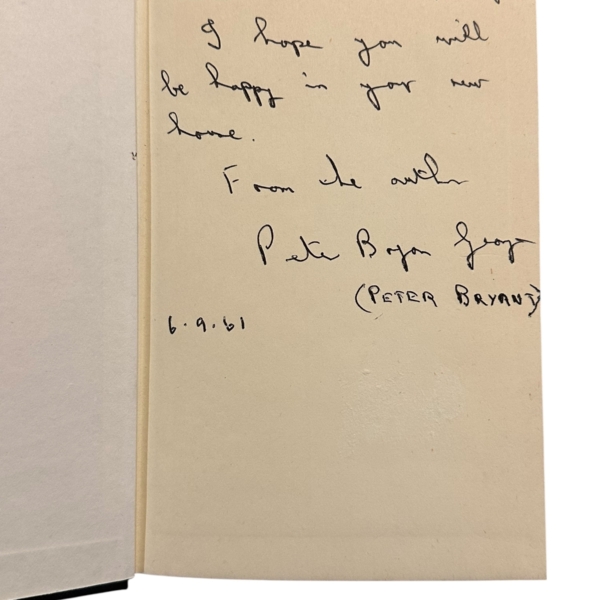 I hope you will
be happy in your new
house.
From the author
Peter Bryan George
(PETER BRYANT)
6.9.61